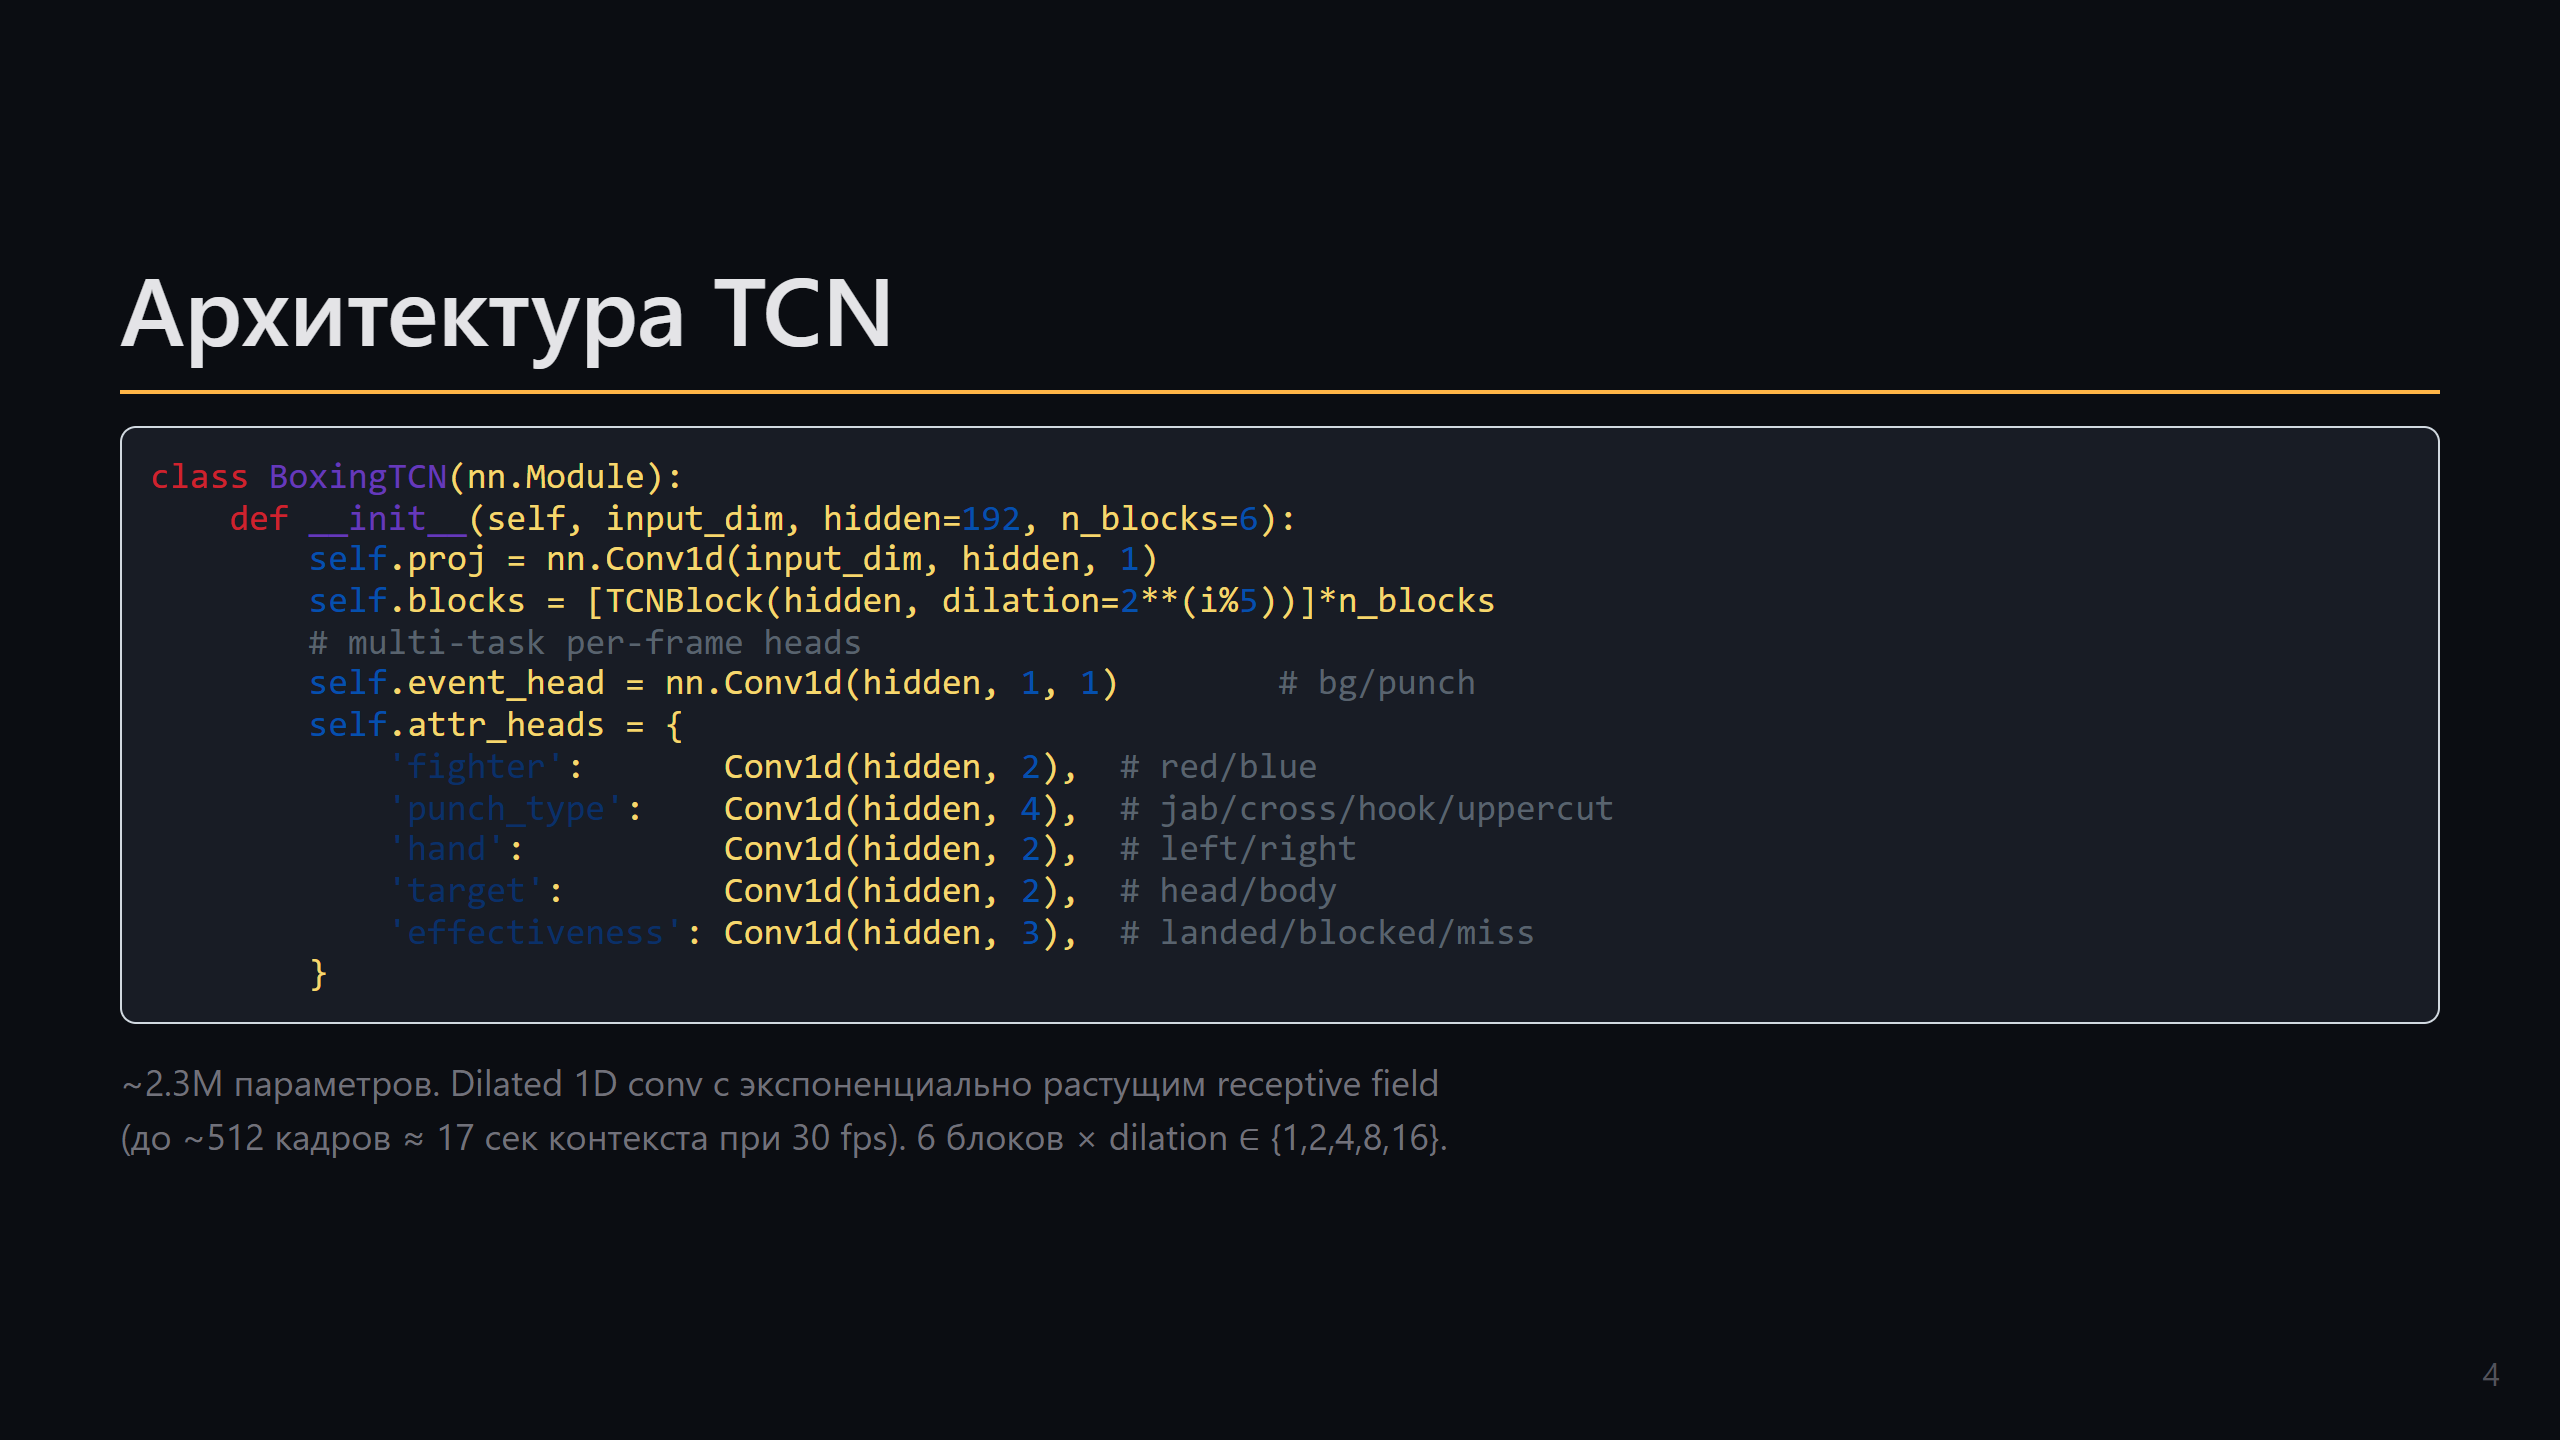 Архитектура TCN
class BoxingTCN(nn.Module):
    def __init__(self, input_dim, hidden=192, n_blocks=6):
        self.proj = nn.Conv1d(input_dim, hidden, 1)
        self.blocks = [TCNBlock(hidden, dilation=2**(i%5))]*n_blocks
        # multi-task per-frame heads
        self.event_head = nn.Conv1d(hidden, 1, 1)        # bg/punch
        self.attr_heads = {
            'fighter':       Conv1d(hidden, 2),  # red/blue
            'punch_type':    Conv1d(hidden, 4),  # jab/cross/hook/uppercut
            'hand':          Conv1d(hidden, 2),  # left/right
            'target':        Conv1d(hidden, 2),  # head/body
            'effectiveness': Conv1d(hidden, 3),  # landed/blocked/miss
        }
~2.3M параметров. Dilated 1D conv с экспоненциально растущим receptive field
(до ~512 кадров ≈ 17 сек контекста при 30 fps). 6 блоков × dilation ∈ {1,2,4,8,16}.
4